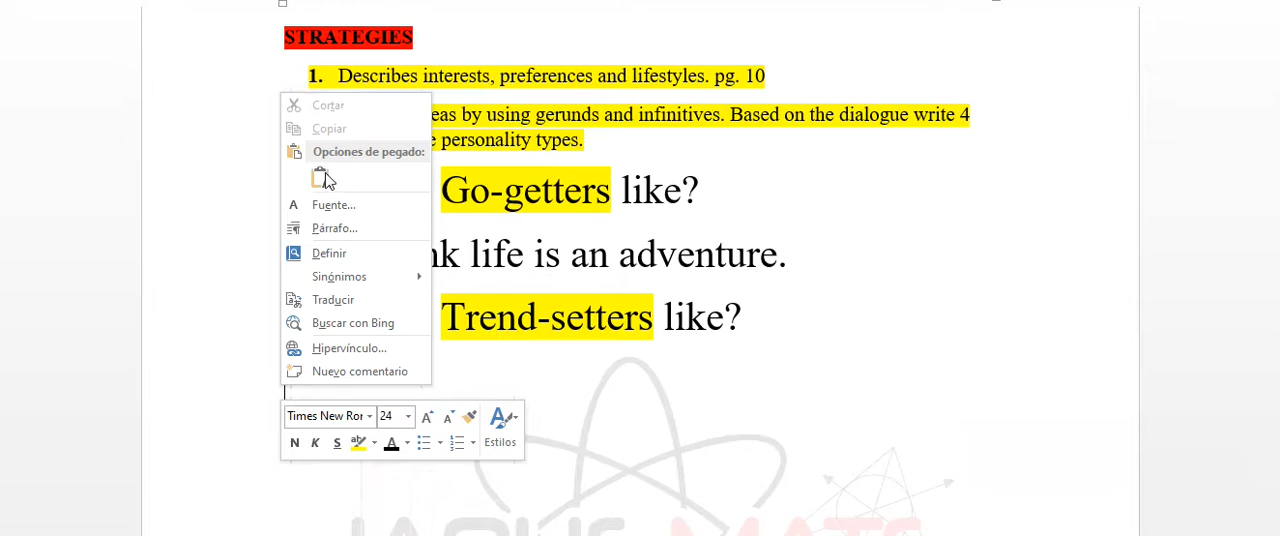 STRATEGIES
1. Describes interests, preferences and lifestyles. pg. 10
eas by using gerunds and infinitives. Based on the dialogue write 4
e personality types.
Go-getters like?
nk life is an adventure.
Trend-setters like?
Cortar
Copiar
Opciones de pegado:
Fuente...
Párrafo...
Definir
Sinónimos
Traducir
Buscar con Bing
Hipervínculo...
Nuevo comentario
Times New Ror 24
N K S aby A Estilos